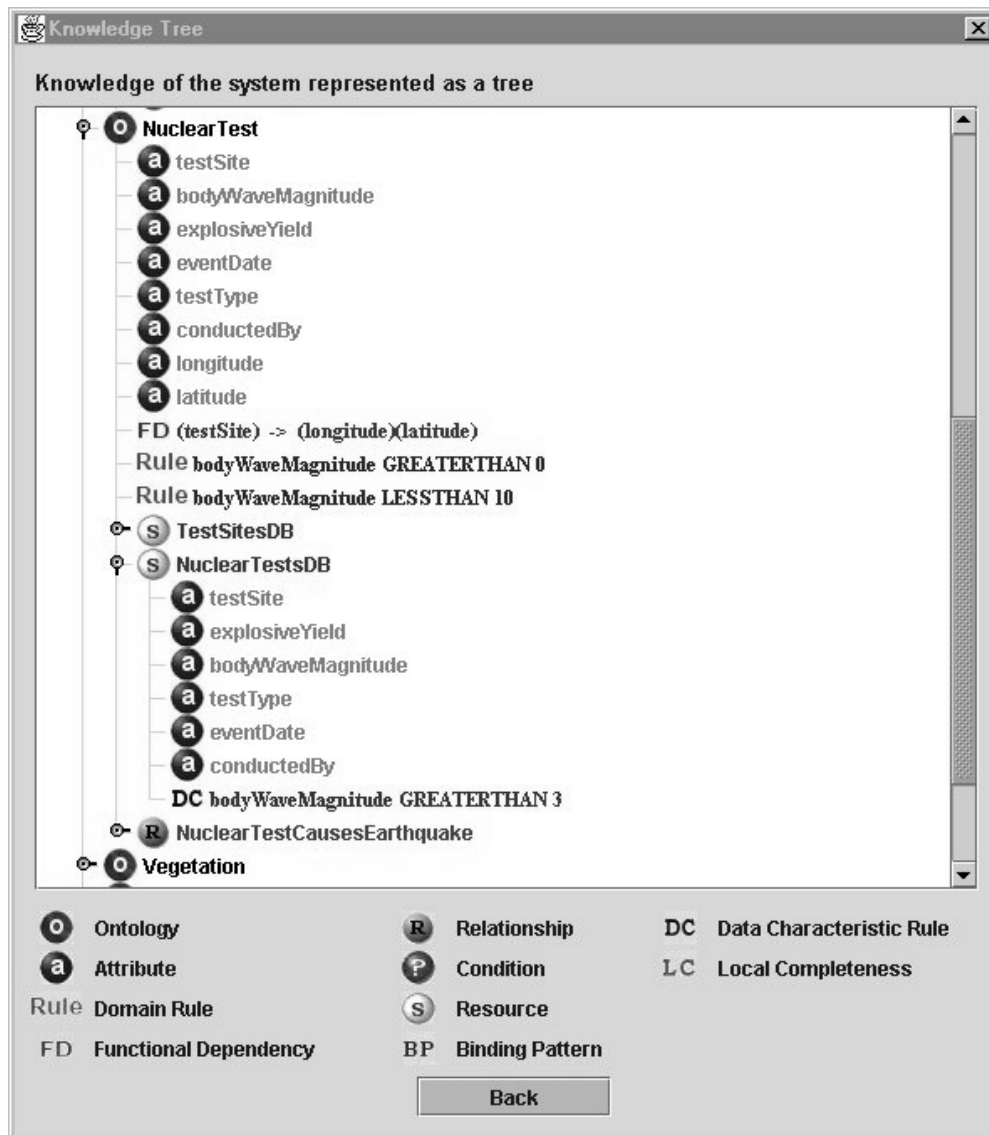 Knowledge Tree
Knowledge of the system represented as a tree
O NuclearTest
a testSite
a bodyWaveMagnitude
a explosiveYield
a eventDate
a testType
a conductedBy
a longitude
a latitude
FD (testSite) -> (longitude)(latitude)
Rule bodyWaveMagnitude GREATERTHAN 0
Rule bodyWaveMagnitude LESSTHAN 10
S TestSitesDB
S NuclearTestsDB
a testSite
a explosiveYield
a bodyWaveMagnitude
a testType
a eventDate
a conductedBy
DC bodyWaveMagnitude GREATERTHAN 3
R NuclearTestCausesEarthquake
O Vegetation
O Ontology R Relationship DC Data Characteristic Rule
a Attribute ? Condition LC Local Completeness
Rule Domain Rule S Resource
FD Functional Dependency BP Binding Pattern
Back